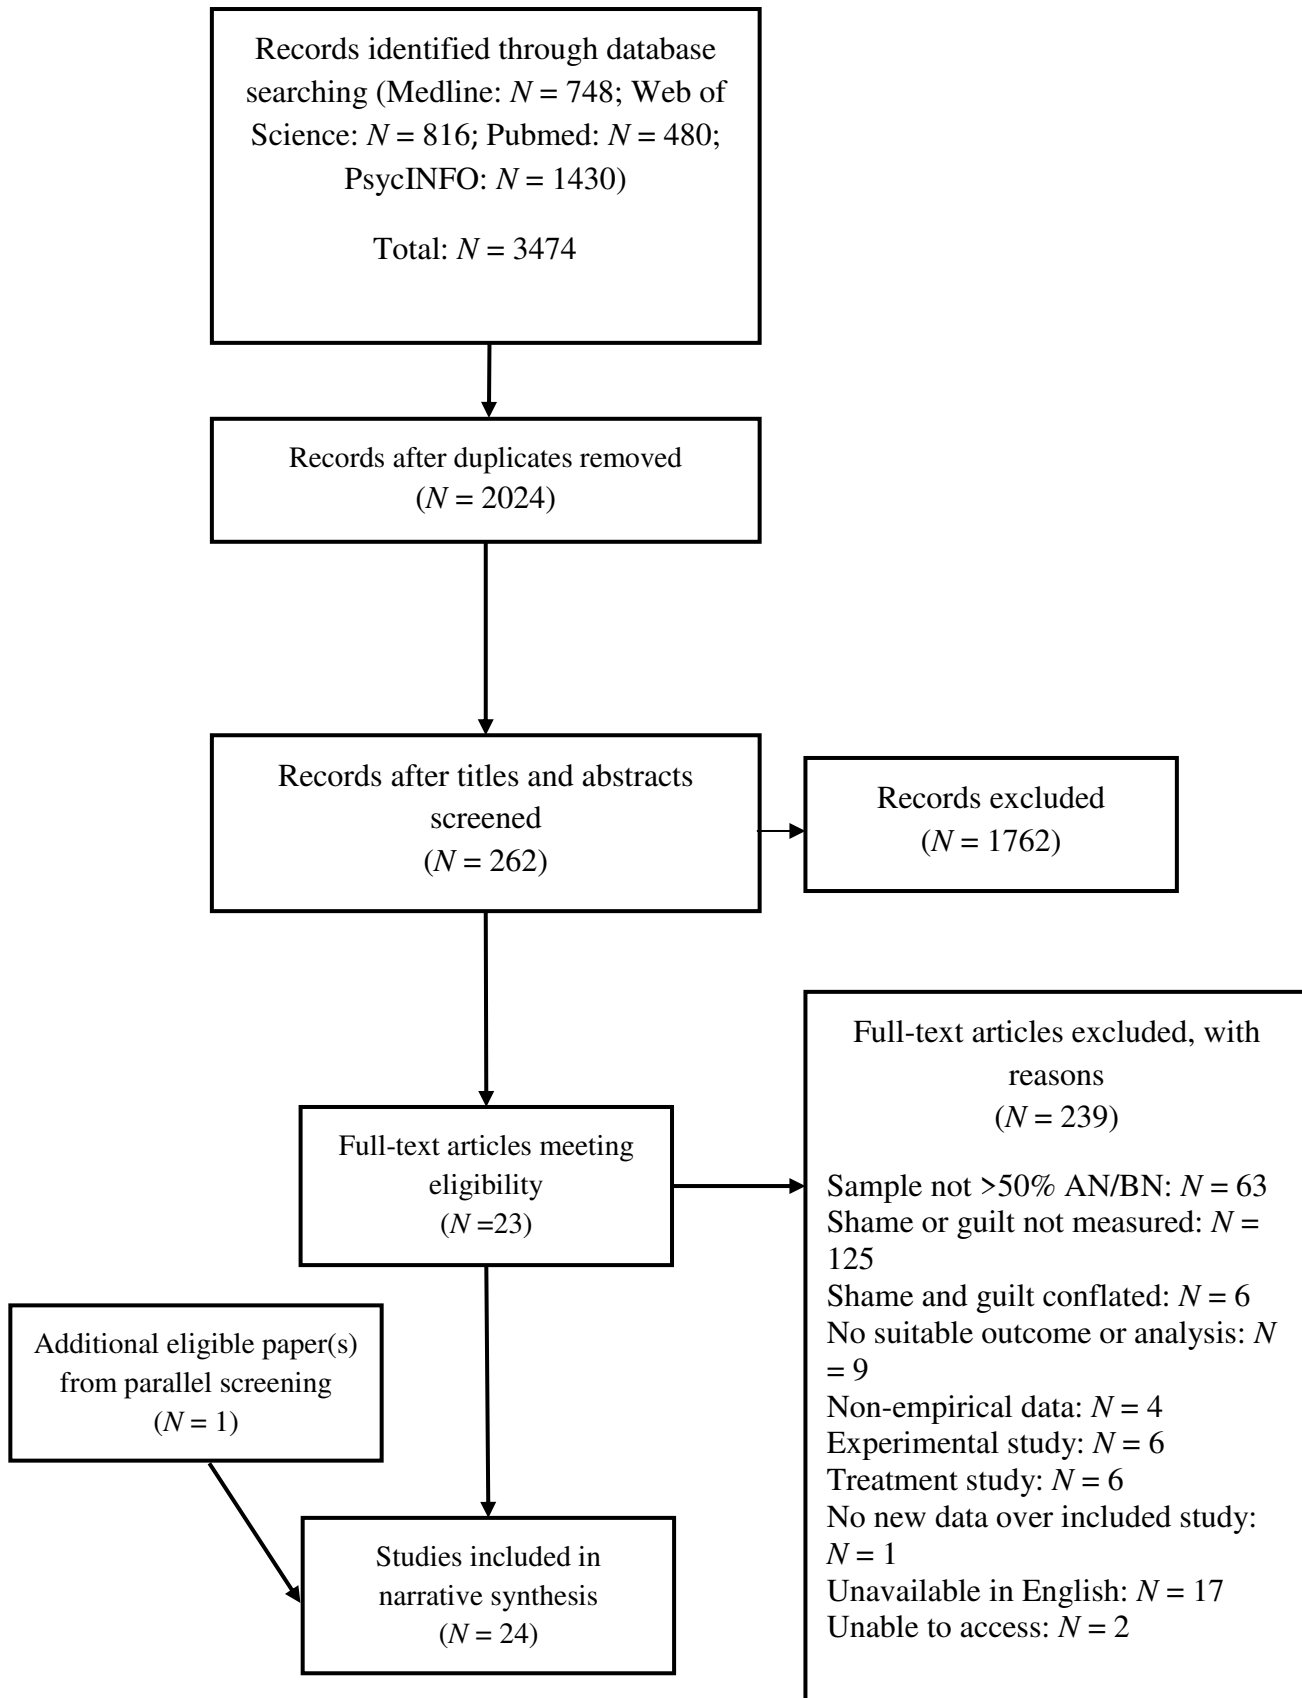 Records identified through database
searching (Medline: N = 748; Web of
Science: N = 816; Pubmed: N = 480;
PsycINFO: N = 1430)
Total: N = 3474
Records after duplicates removed
(N = 2024)
Records after titles and abstracts
screened
(N = 262)
Records excluded
(N = 1762)
Full-text articles meeting
eligibility
(N =23)
Full-text articles excluded, with
reasons
(N = 239)
Sample not >50% AN/BN: N = 63
Shame or guilt not measured: N =
125
Shame and guilt conflated: N = 6
No suitable outcome or analysis: N
= 9
Non-empirical data: N = 4
Experimental study: N = 6
Treatment study: N = 6
No new data over included study:
N = 1
Unavailable in English: N = 17
Unable to access: N = 2
Additional eligible paper(s)
from parallel screening
(N = 1)
Studies included in
narrative synthesis
(N = 24)